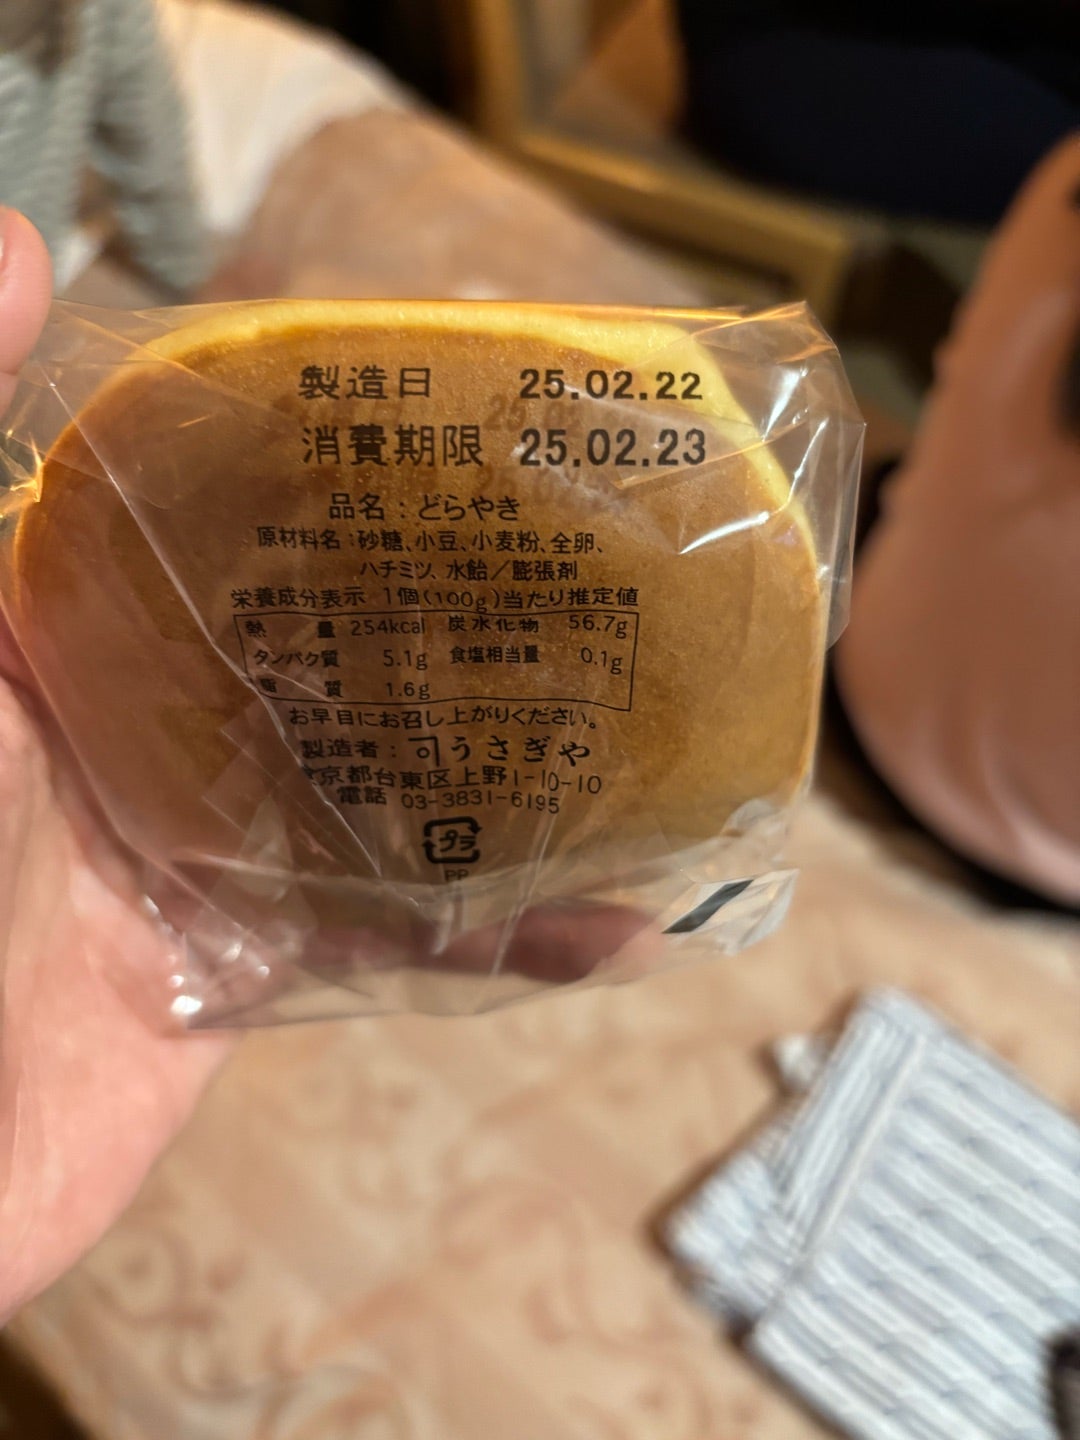 製造日 25.02.22
消費期限 25.02.23
品名:どらやき
原材料名:砂糖、小豆、小麦粉、全卵、
ハチミツ、水飴/膨張剤
栄養成分表示 1個(100g)当たり推定値
熱量 254kcal 炭水化物 56.7g
タンパク質 5.1g 食塩相当量 0.1g
脂質 1.6g
お早目にお召し上がりください。
製造者:うさぎや
東京都台東区上野1-10-10
電話 03-3831-6195
プラ
PP